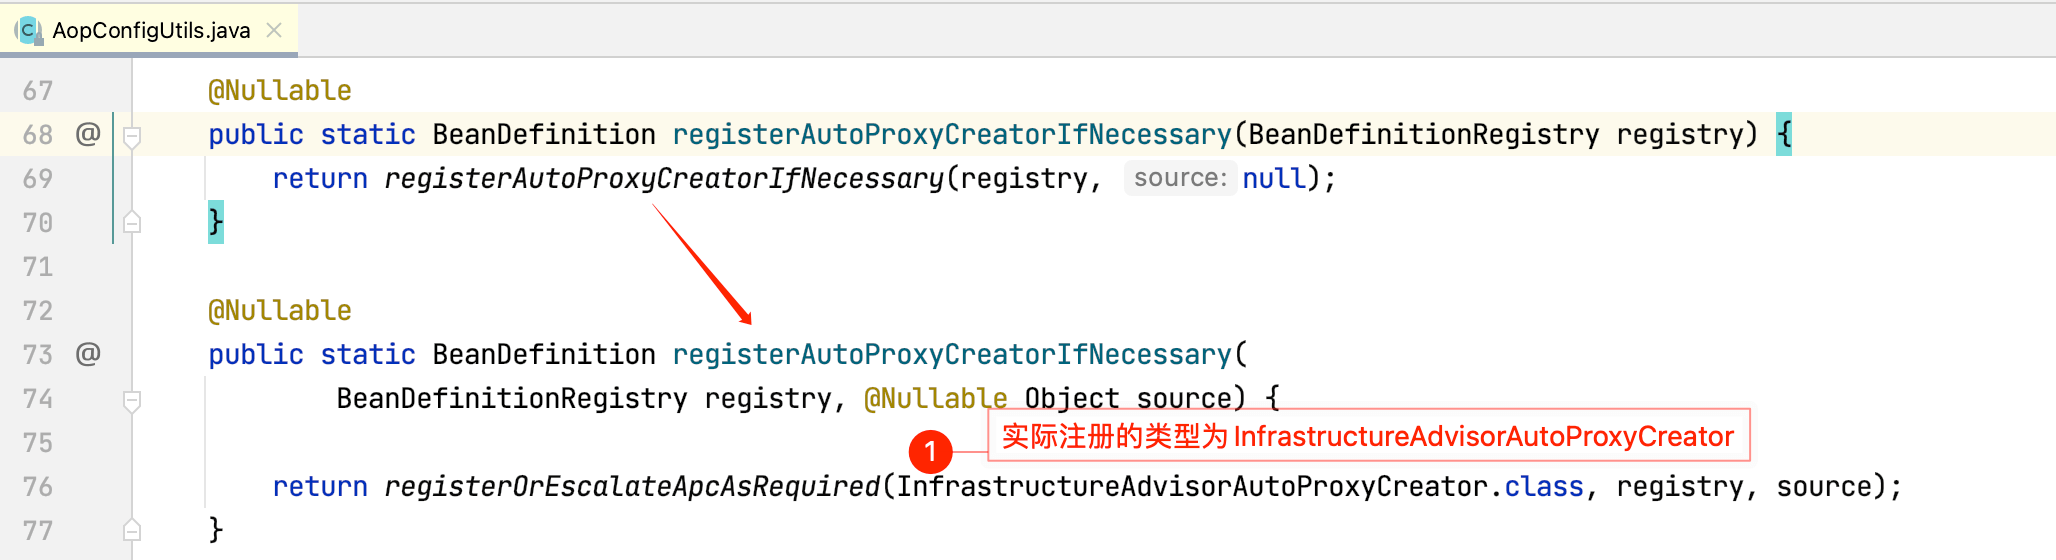 AopConfigUtils.java
67 @Nullable
68 @ public static BeanDefinition registerAutoProxyCreatorIfNecessary(BeanDefinitionRegistry registry) {
69 return registerAutoProxyCreatorIfNecessary(registry, source: null);
70 }
71
72 @Nullable
73 @ public static BeanDefinition registerAutoProxyCreatorIfNecessary(
74 BeanDefinitionRegistry registry, @Nullable Object source) {
75
1 实际注册的类型为 InfrastructureAdvisorAutoProxyCreator
76 return registerOrEscalateApcAsRequired(InfrastructureAdvisorAutoProxyCreator.class, registry, source);
77 }